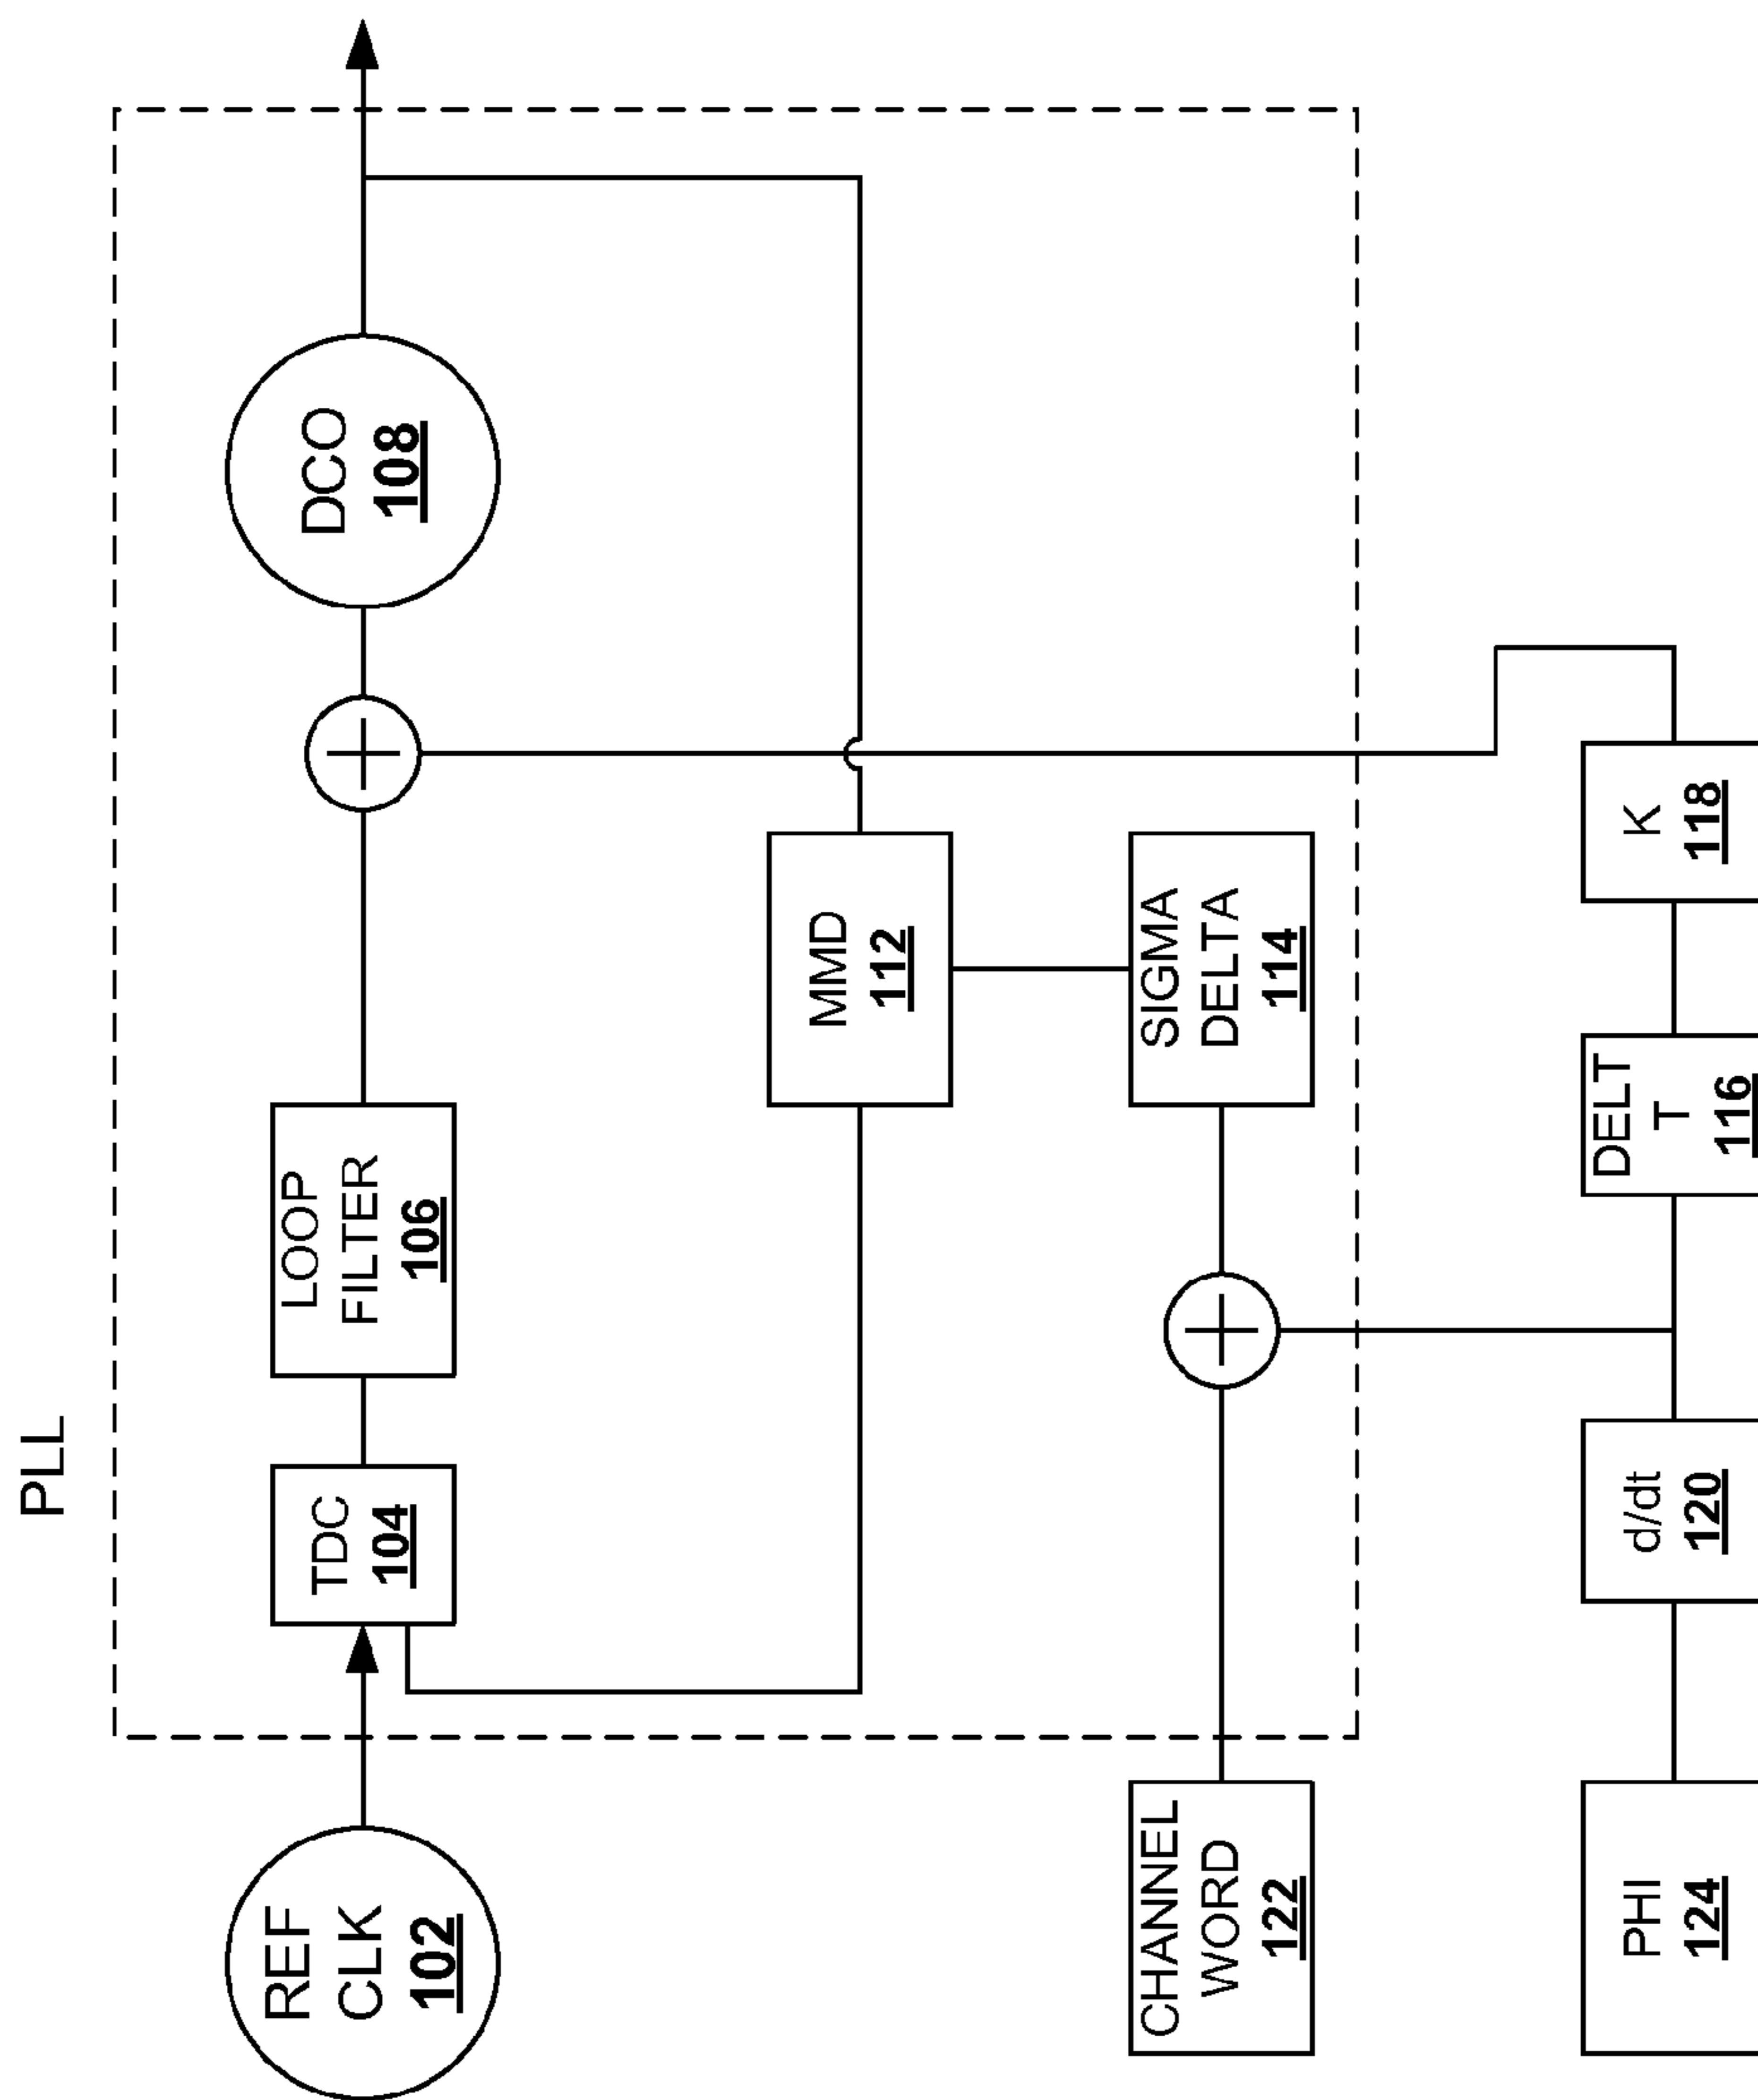 PLL
REF
CLK
102
TDC
104
LOOP
FILTER
106
DCO
108
MMD
112
CHANNEL
WORD
122
SIGMA
DELTA
114
PHI
124
d/dt
120
DELT
T
116
K
118